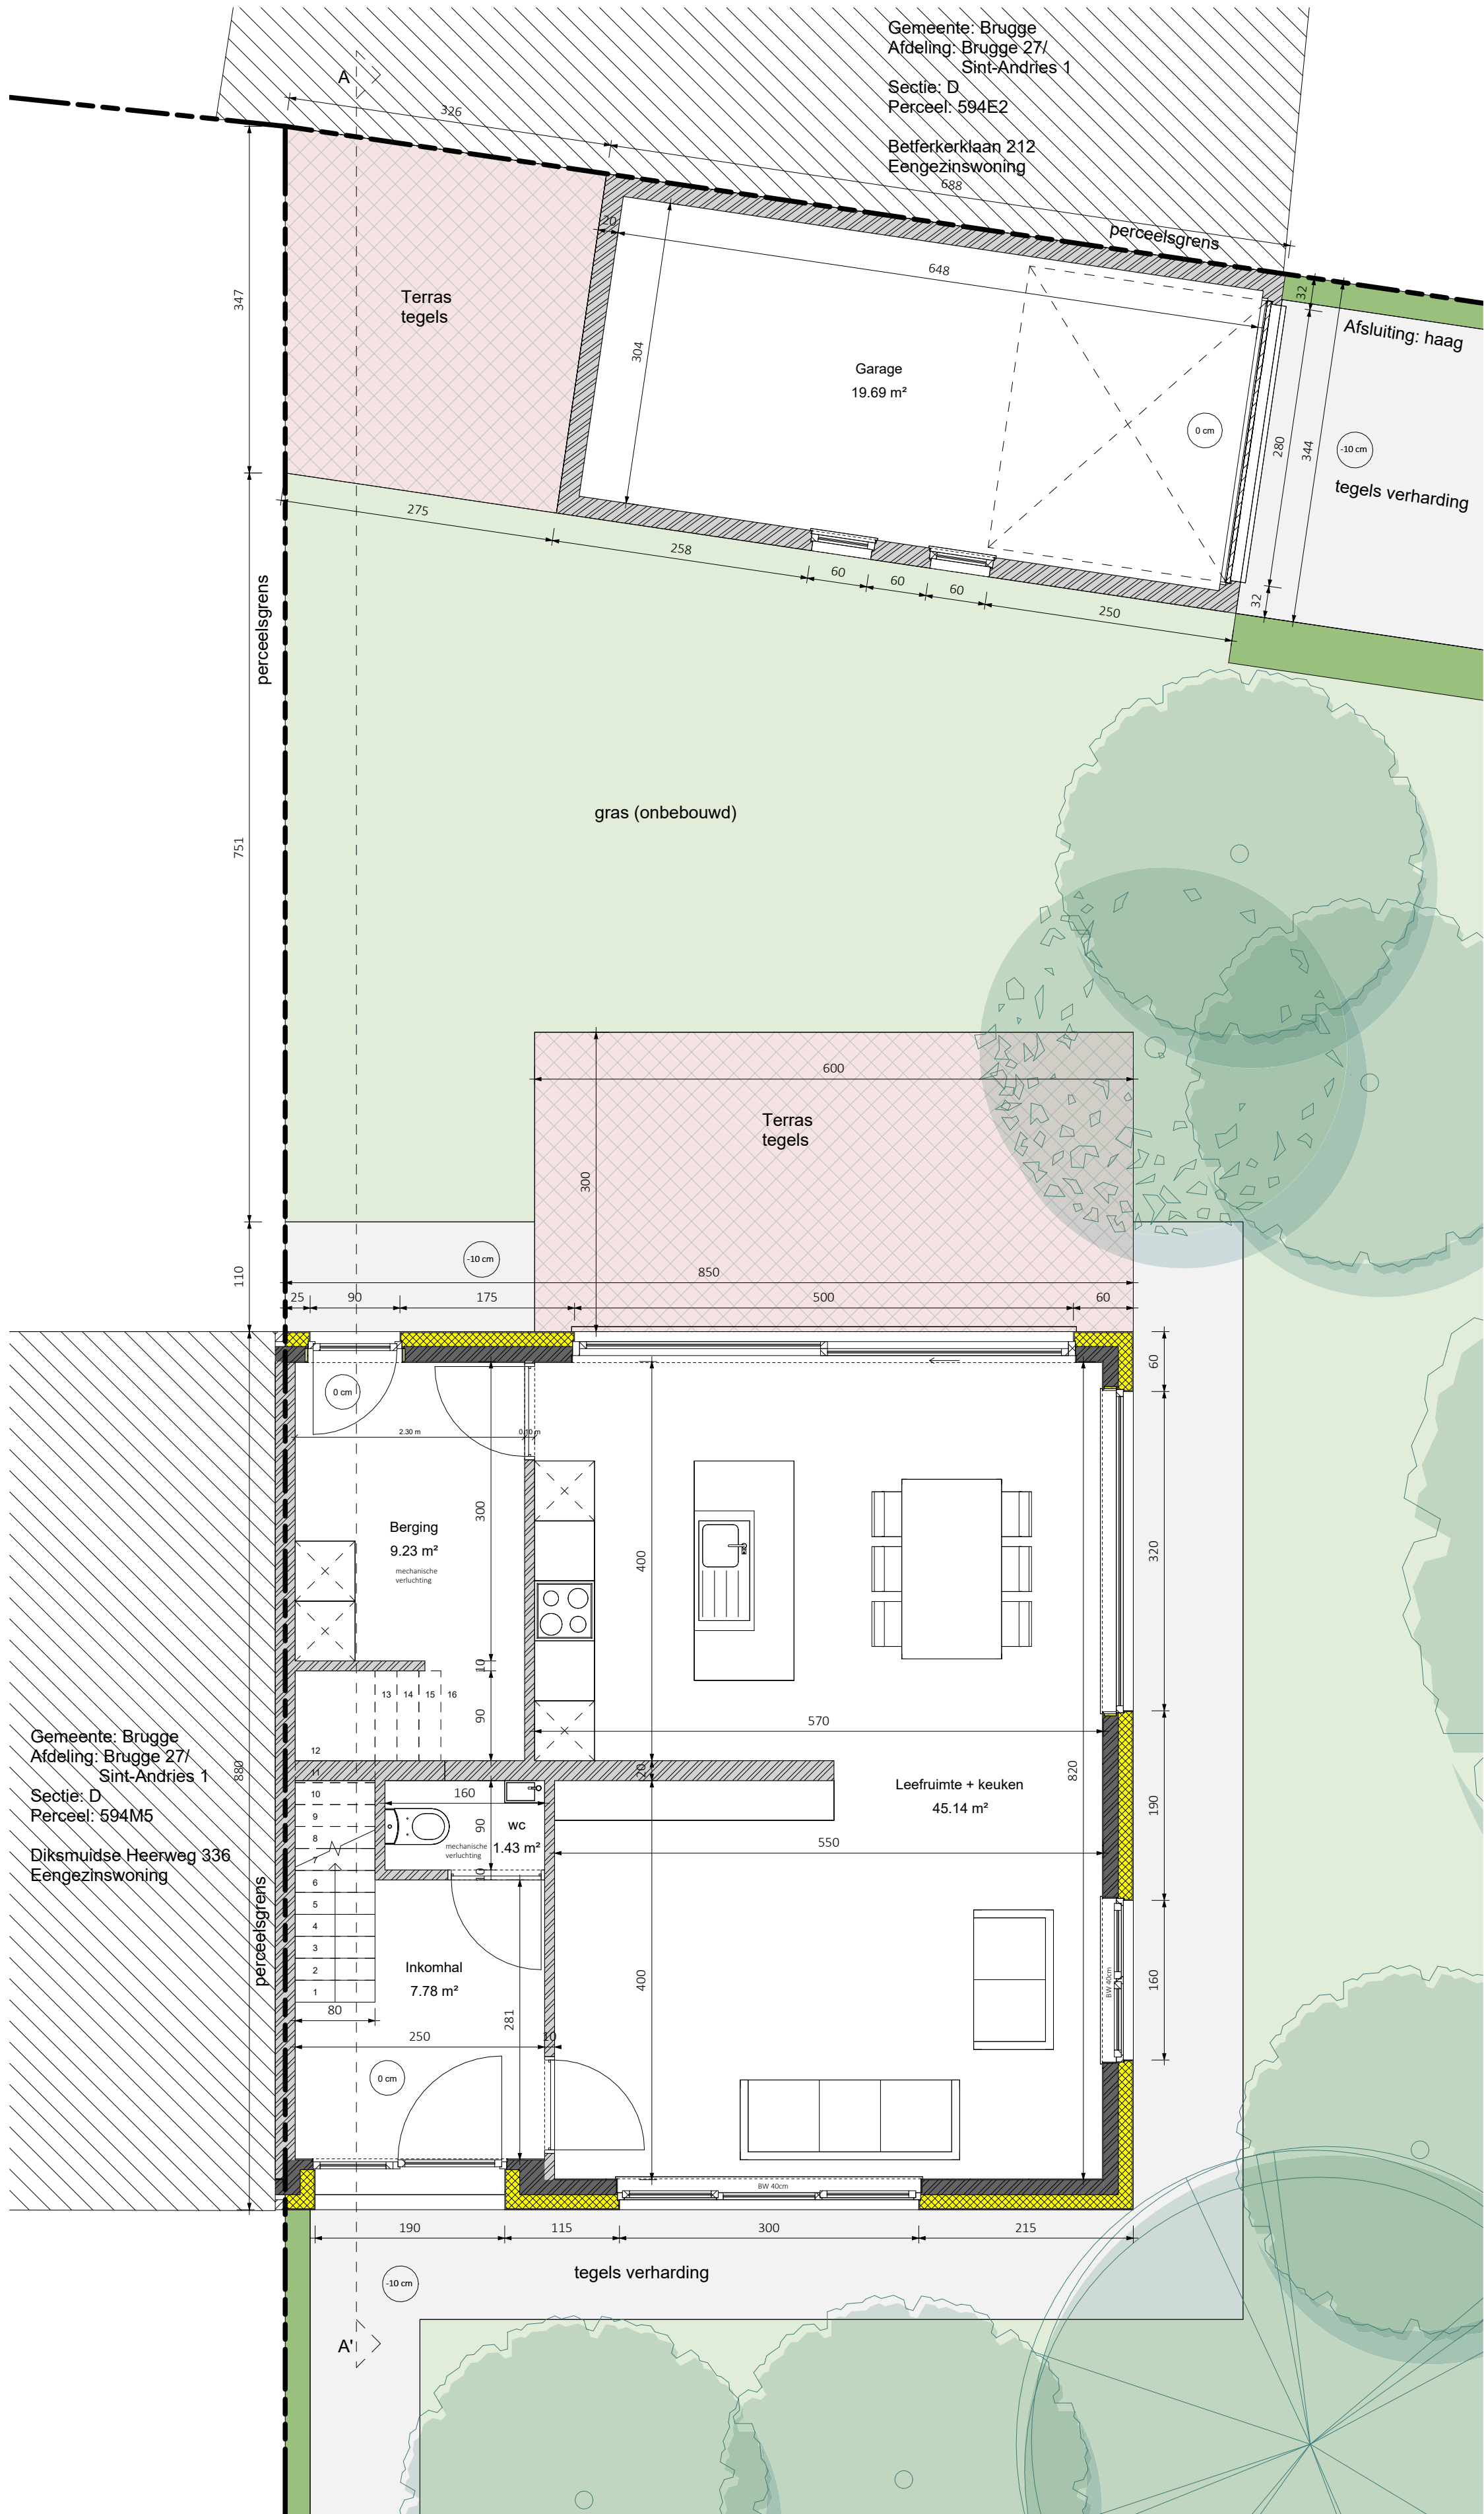 Gemeente: Brugge
Afdeling: Brugge 27/
Sint-Andries 1
Sectie: D
Perceel: 594E2
Betferkerklaan 212
Eengezinswoning
A
326
688
perceelsgrens
20
648
32
Afsluiting: haag
347
Terras
tegels
304
Garage
19.69 m²
0 cm
280
344
-10 cm
tegels verharding
275
258
60
60
60
250
32
perceelsgrens
gras (onbebouwd)
751
600
Terras
tegels
300
110
-10 cm
850
25
90
175
500
60
60
0 cm
2.30 m
0.10 m
300
400
320
Berging
9.23 m²
mechanische
verluchting
10
13
14
15
16
90
570
Gemeente: Brugge
Afdeling: Brugge 27/
Sint-Andries 1
Sectie: D
Perceel: 594M5
Diksmuidse Heerweg 336
Eengezinswoning
880
perceelsgrens
12
11
10
9
8
7
6
5
4
3
2
1
20
820
160
90
wc
1.43 m²
mechanische
verluchting
10
Leefruimte + keuken
45.14 m²
190
550
Inkomhal
7.78 m²
400
BW 40cm
160
80
281
250
10
0 cm
BW 40cm
190
115
300
215
tegels verharding
-10 cm
A'